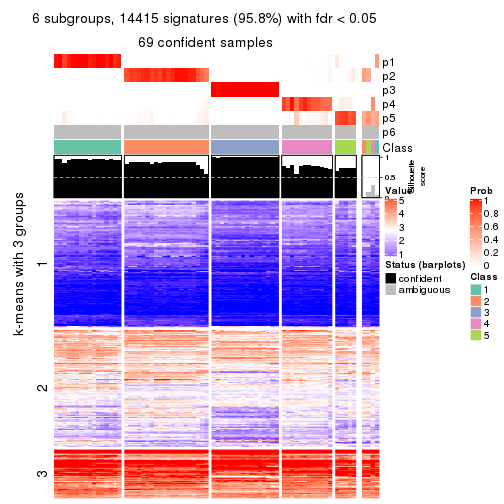 6 subgroups, 14415 signatures (95.8%) with fdr < 0.05
69 confident samples
p1
p2
p3
p4
p5
p6
Class
1
0.5
0
Silhouette
score
k-means with 3 groups
1
2
3
Value
5
4
3
2
1
Status (barplots)
confident
ambiguous
Prob
1
0.8
0.6
0.4
0.2
0
Class
1
2
3
4
5